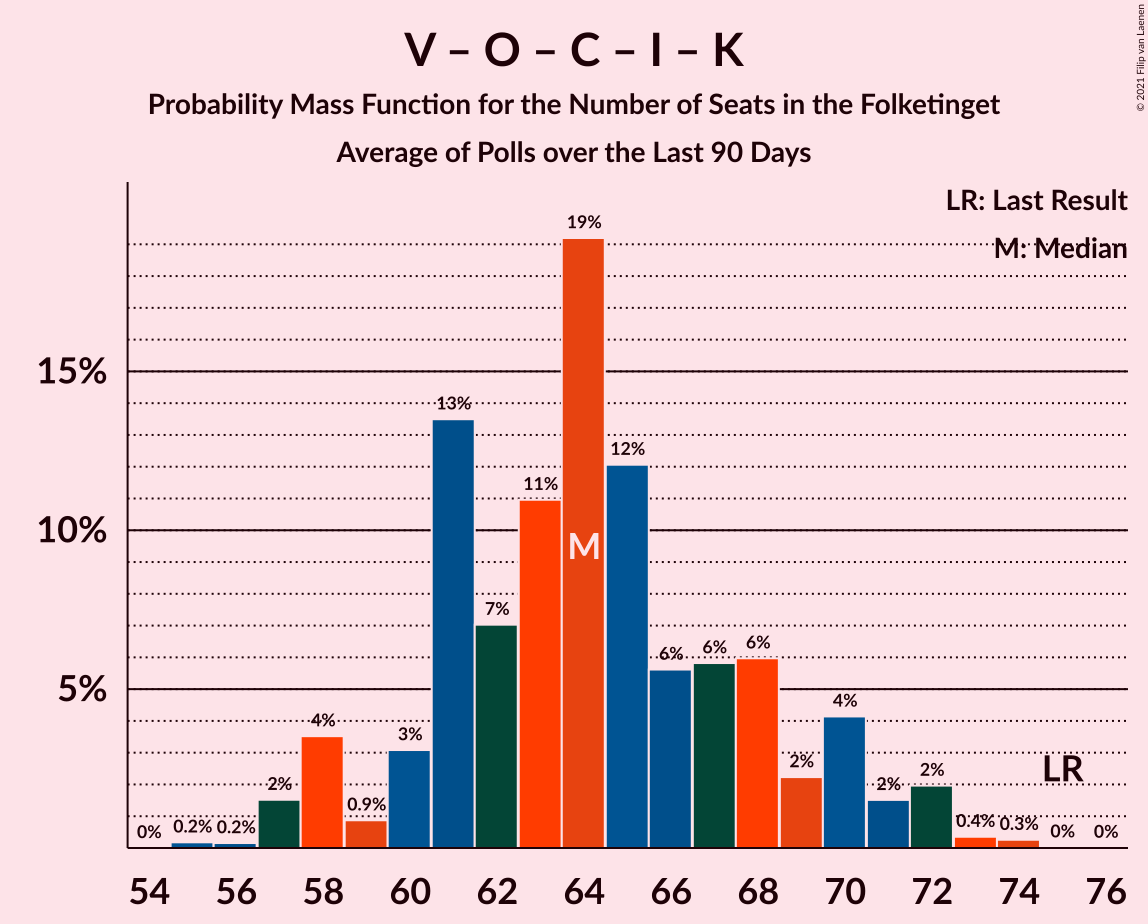 V – O – C – I – K
Probability Mass Function for the Number of Seats in the Folketinget
Average of Polls over the Last 90 Days
© 2021 Filip van Laenen
LR: Last Result
M: Median
15%
10%
5%
0%
0.2%
0.2%
2%
4%
0.9%
3%
13%
7%
11%
19%
12%
6%
6%
6%
2%
4%
2%
2%
0.4%
0.3%
0%
0%
M
LR
54 56 58 60 62 64 66 68 70 72 74 76